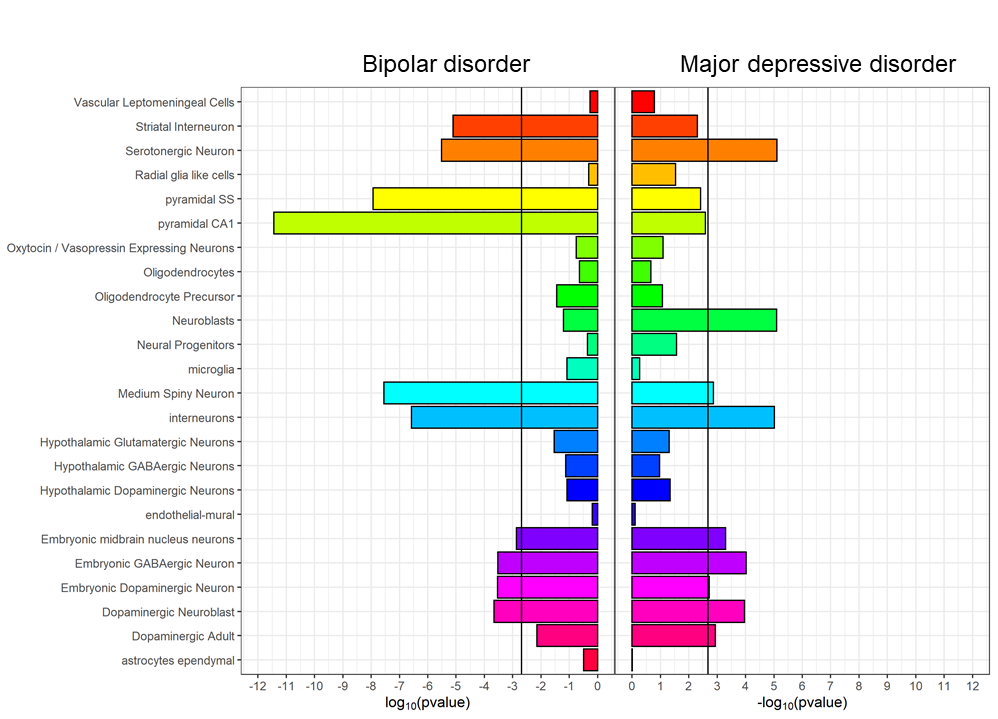 Bipolar disorder Major depressive disorder
Vascular Leptomeningeal Cells
Striatal Interneuron
Serotonergic Neuron
Radial glia like cells
pyramidal SS
pyramidal CA1
Oxytocin / Vasopressin Expressing Neurons
Oligodendrocytes
Oligodendrocyte Precursor
Neuroblasts
Neural Progenitors
microglia
Medium Spiny Neuron
interneurons
Hypothalamic Glutamatergic Neurons
Hypothalamic GABAergic Neurons
Hypothalamic Dopaminergic Neurons
endothelial-mural
Embryonic midbrain nucleus neurons
Embryonic GABAergic Neuron
Embryonic Dopaminergic Neuron
Dopaminergic Neuroblast
Dopaminergic Adult
astrocytes ependymal
-12 -11 -10 -9 -8 -7 -6 -5 -4 -3 -2 -1 0 0 1 2 3 4 5 6 7 8 9 10 11 12
log₁₀(pvalue) -log₁₀(pvalue)